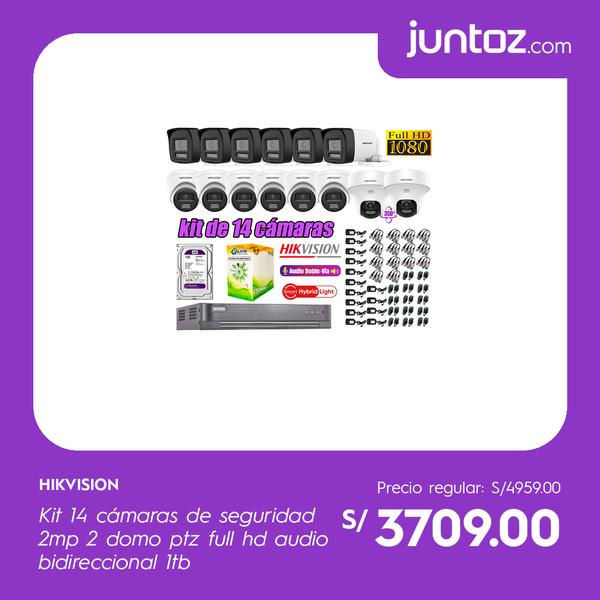 juntoz.com
Full HD
1080
350°
kit de 14 cámaras
HIKVISION
Audio Doble-Vía
Smart Hybrid Light
HIKVISION
Kit 14 cámaras de seguridad
2mp 2 domo ptz full hd audio
bidireccional 1tb
Precio regular: S/4959.00
S/ 3709.00